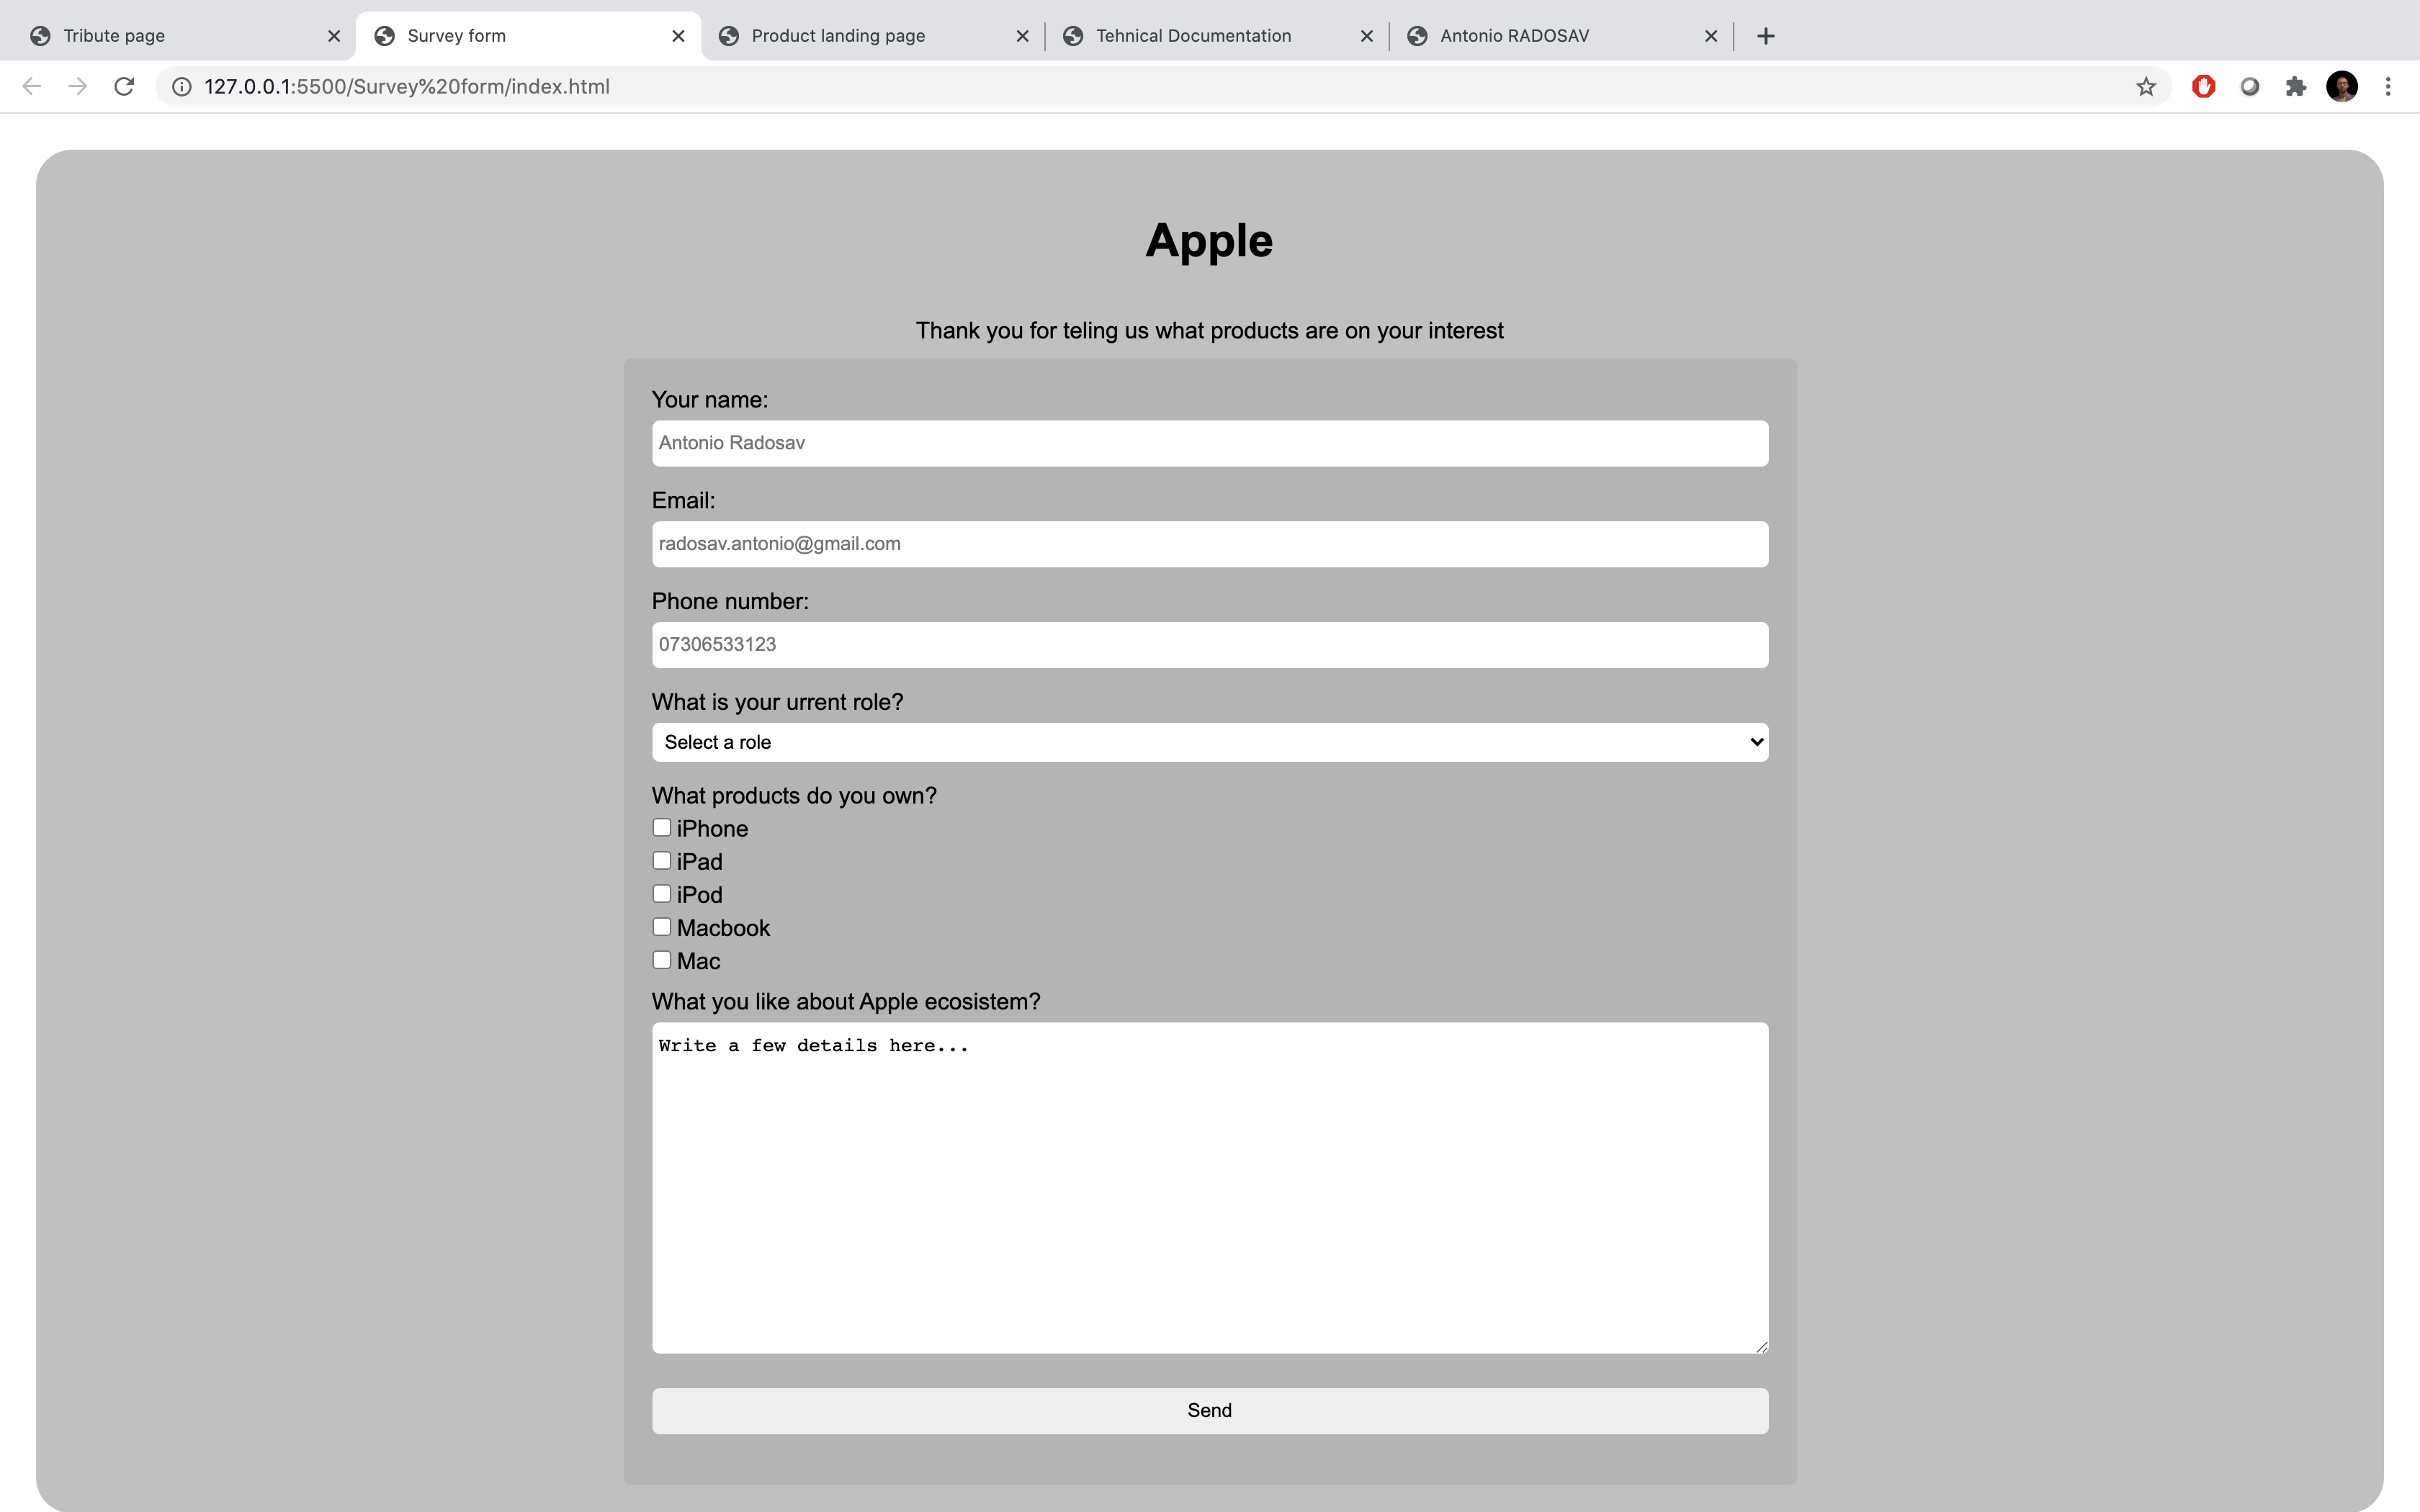 Tribute page
Survey form
Product landing page
Tehnical Documentation
Antonio RADOSAV
127.0.0.1:5500/Survey%20form/index.html
Apple
Thank you for teling us what products are on your interest
Your name:
Antonio Radosav
Email:
radosav.antonio@gmail.com
Phone number:
07306533123
What is your urrent role?
Select a role
What products do you own?
iPhone
iPad
iPod
Macbook
Mac
What you like about Apple ecosistem?
Write a few details here...
Send